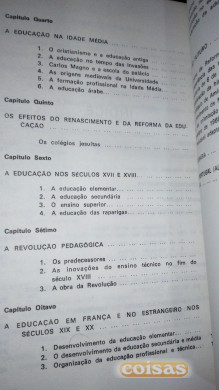 Capítulo Quarto
A EDUCAÇÃO NA IDADE MÉDIA
1. O cristianismo e a educação antiga
2. A educação no tempo das invasões
3. Carlos Magno e a escola do palácio
4. As origens medievais da Universidade
5. A formação profissional na Idade Média
6. A educação árabe
Capítulo Quinto
OS EFEITOS DO RENASCIMENTO E DA REFORMA DA EDU-
CAÇÃO
Os colégios jesuítas
Capítulo Sexto
A EDUCAÇÃO NOS SÉCULOS XVII E XVIII
1. A educação elementar
2. A educação secundária
3. O ensino superior
4. A educação das raparigas
Capítulo Sétimo
A REVOLUÇÃO PEDAGÓGICA
1. Os predecessores
2. As inovações do ensino técnico no fim do
século XVIII
3. A obra da Revolução
Capítulo Oitavo
A EDUCAÇÃO EM FRANÇA E NO ESTRANGEIRO NOS
SÉCULOS XIX E XX
1. Desenvolvimento da educação elementar
2. O desenvolvimento da educação secundária e média
3. Organização da educação profissional e técnica
coisas